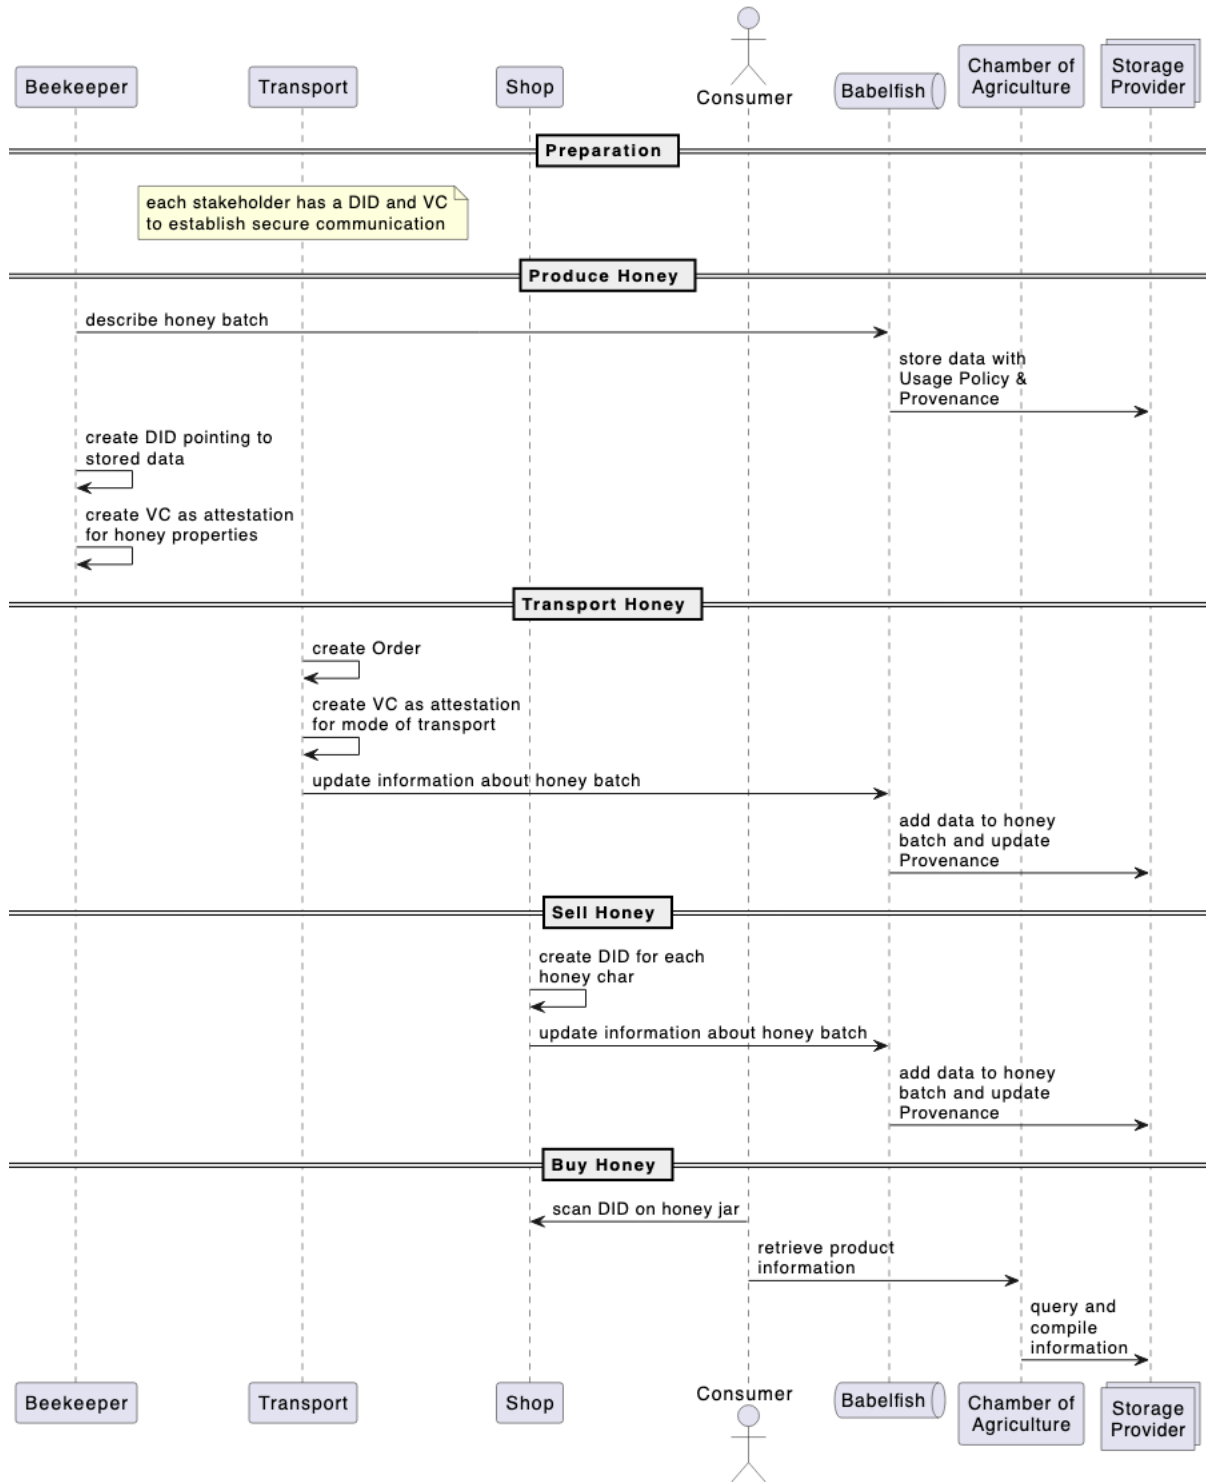 Beekeeper
Transport
Shop
Consumer
Babelfish
Chamber of
Agriculture
Storage
Provider
Preparation
each stakeholder has a DID and VC
to establish secure communication
Produce Honey
describe honey batch
store data with
Usage Policy &
Provenance
create DID pointing to
stored data
create VC as attestation
for honey properties
Transport Honey
create Order
create VC as attestation
for mode of transport
update information about honey batch
add data to honey
batch and update
Provenance
Sell Honey
create DID for each
honey char
update information about honey batch
add data to honey
batch and update
Provenance
Buy Honey
scan DID on honey jar
retrieve product
information
query and
compile
information
Beekeeper
Transport
Shop
Consumer
Babelfish
Chamber of
Agriculture
Storage
Provider